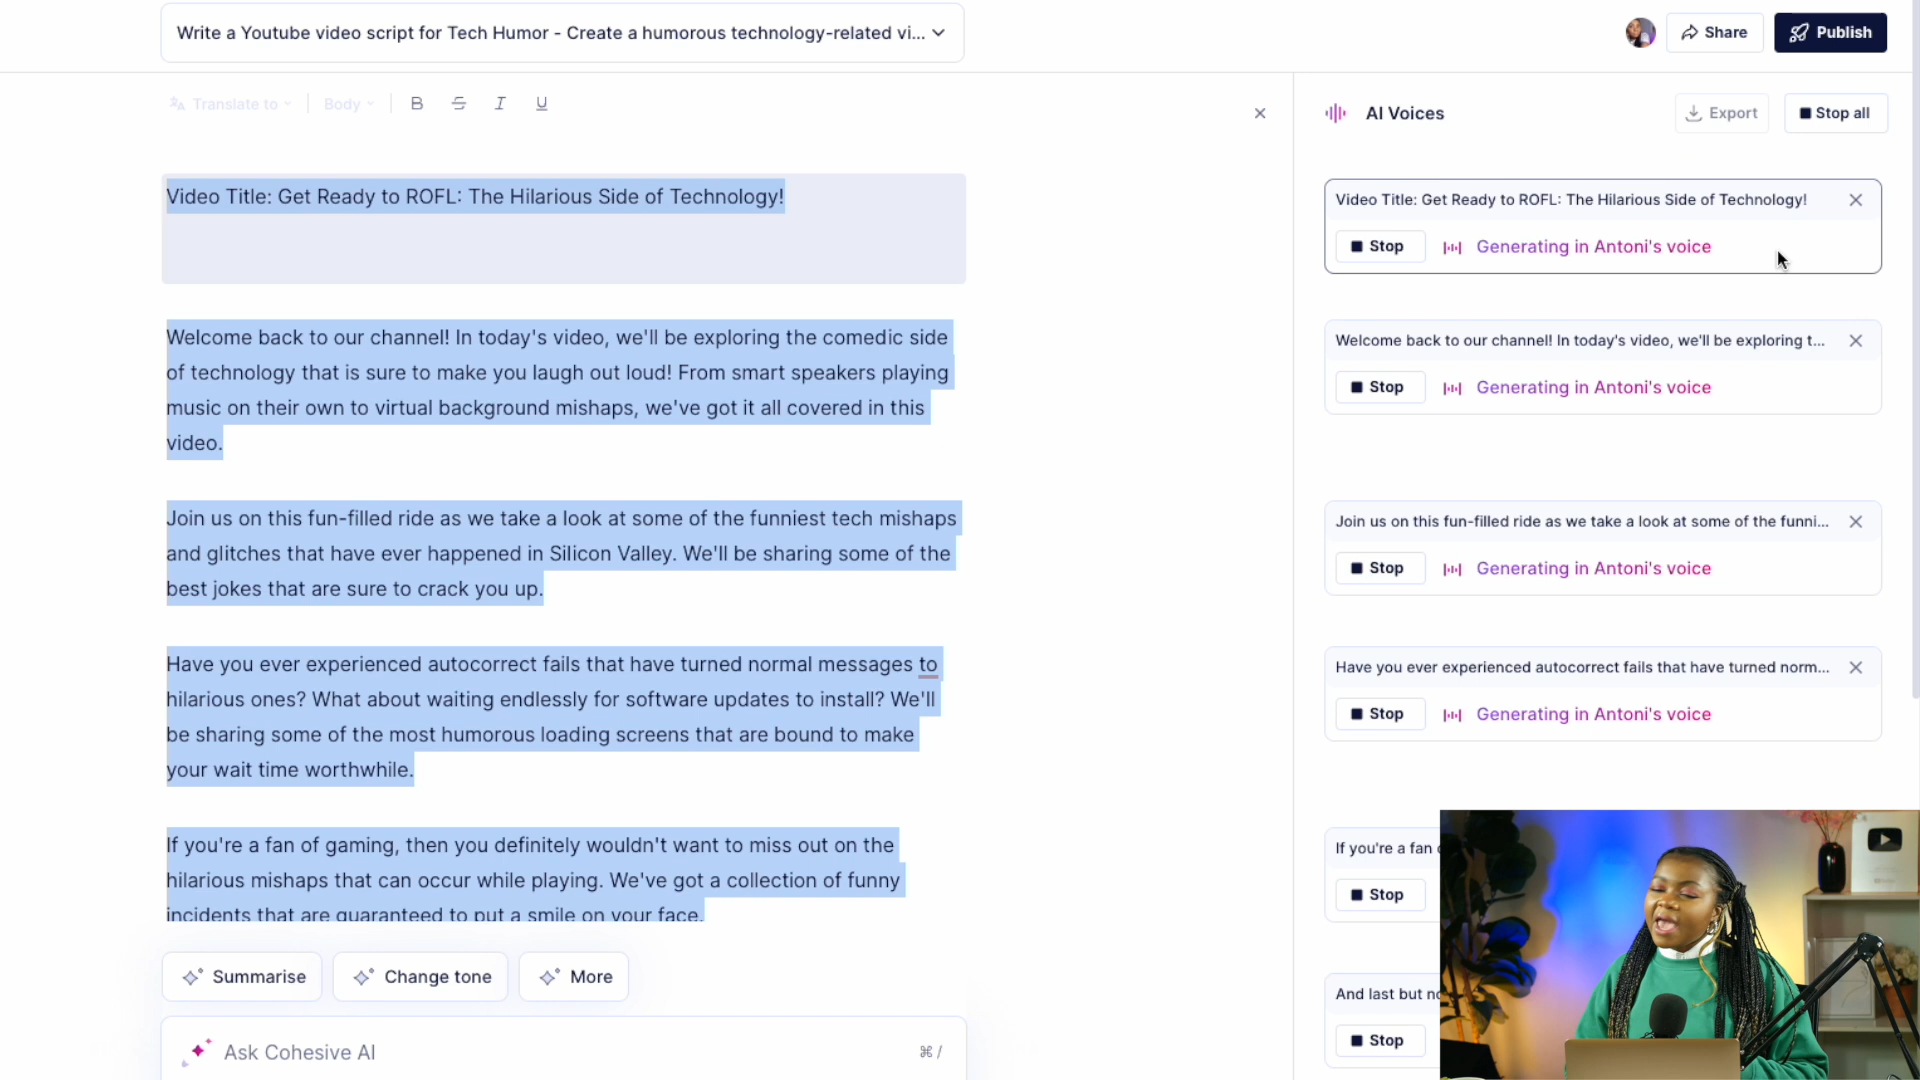 Write a Youtube video script for Tech Humor - Create a humorous technology-related vi...
Share
Publish
Translate to
Body
B
S
I
U
AI Voices
Export
Stop all
Video Title: Get Ready to ROFL: The Hilarious Side of Technology!
Welcome back to our channel! In today's video, we'll be exploring the comedic side
of technology that is sure to make you laugh out loud! From smart speakers playing
music on their own to virtual background mishaps, we've got it all covered in this
video.
Join us on this fun-filled ride as we take a look at some of the funniest tech mishaps
and glitches that have ever happened in Silicon Valley. We'll be sharing some of the
best jokes that are sure to crack you up.
Have you ever experienced autocorrect fails that have turned normal messages to
hilarious ones? What about waiting endlessly for software updates to install? We'll
be sharing some of the most humorous loading screens that are bound to make
your wait time worthwhile.
If you're a fan of gaming, then you definitely wouldn't want to miss out on the
hilarious mishaps that can occur while playing. We've got a collection of funny
incidents that are guaranteed to put a smile on your face.
Summarise
Change tone
More
Ask Cohesive AI
⌘ /
Video Title: Get Ready to ROFL: The Hilarious Side of Technology!
Stop
Generating in Antoni's voice
Welcome back to our channel! In today's video, we'll be exploring t...
Stop
Generating in Antoni's voice
Join us on this fun-filled ride as we take a look at some of the funni...
Stop
Generating in Antoni's voice
Have you ever experienced autocorrect fails that have turned norm...
Stop
Generating in Antoni's voice
If you're a fan
Stop
And last but
Stop